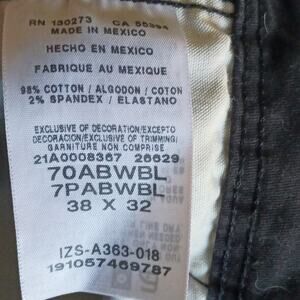 RN 130273 CA 55394
MADE IN MEXICO
HECHO EN MEXICO
FABRIQUE AU MEXIQUE
98% COTTON / ALGODON / COTON
2% SPANDEX / ELASTANO
EXCLUSIVE OF DECORATION/EXCEPTO
DECORATION/EXCLUSIVE OF TRIMMING/
GARNITURE NON COMPRISE
21A0008367 26629
70ABWBL
7PABWBL
38 X 32
IZS-A363-018
191057469787